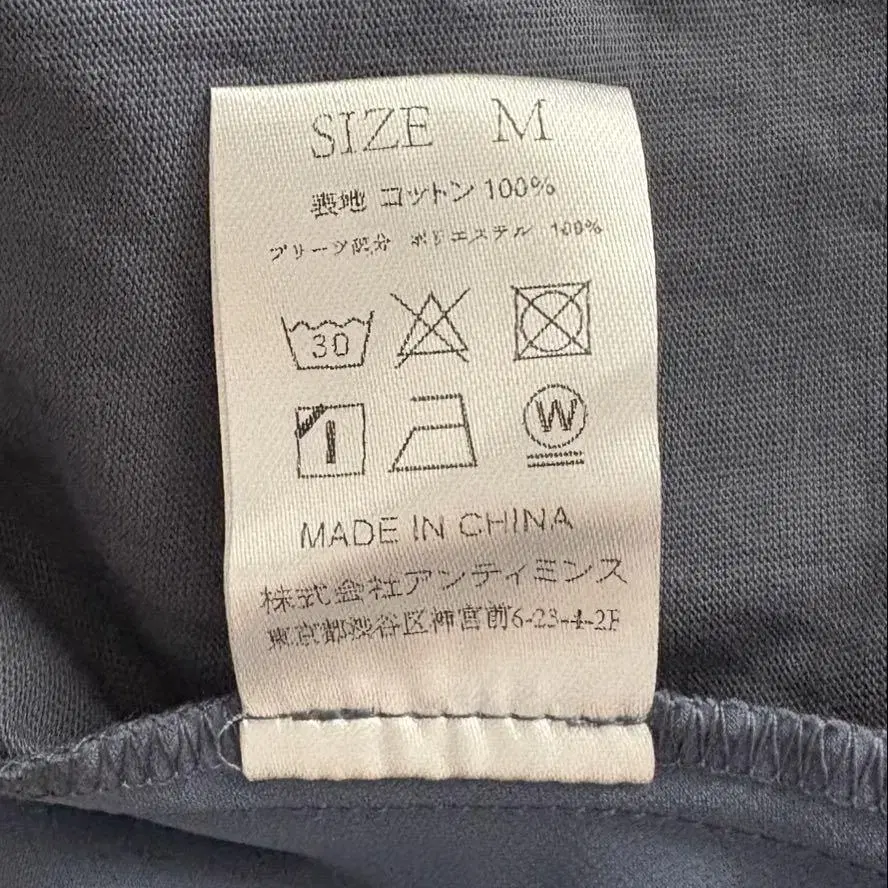 SIZE M
表地 コットン 100%
プリーツ部分 ポリエステル 100%
30
W
MADE IN CHINA
株式会社アンティミンス
東京都渋谷区神宮前6-23-4-2F